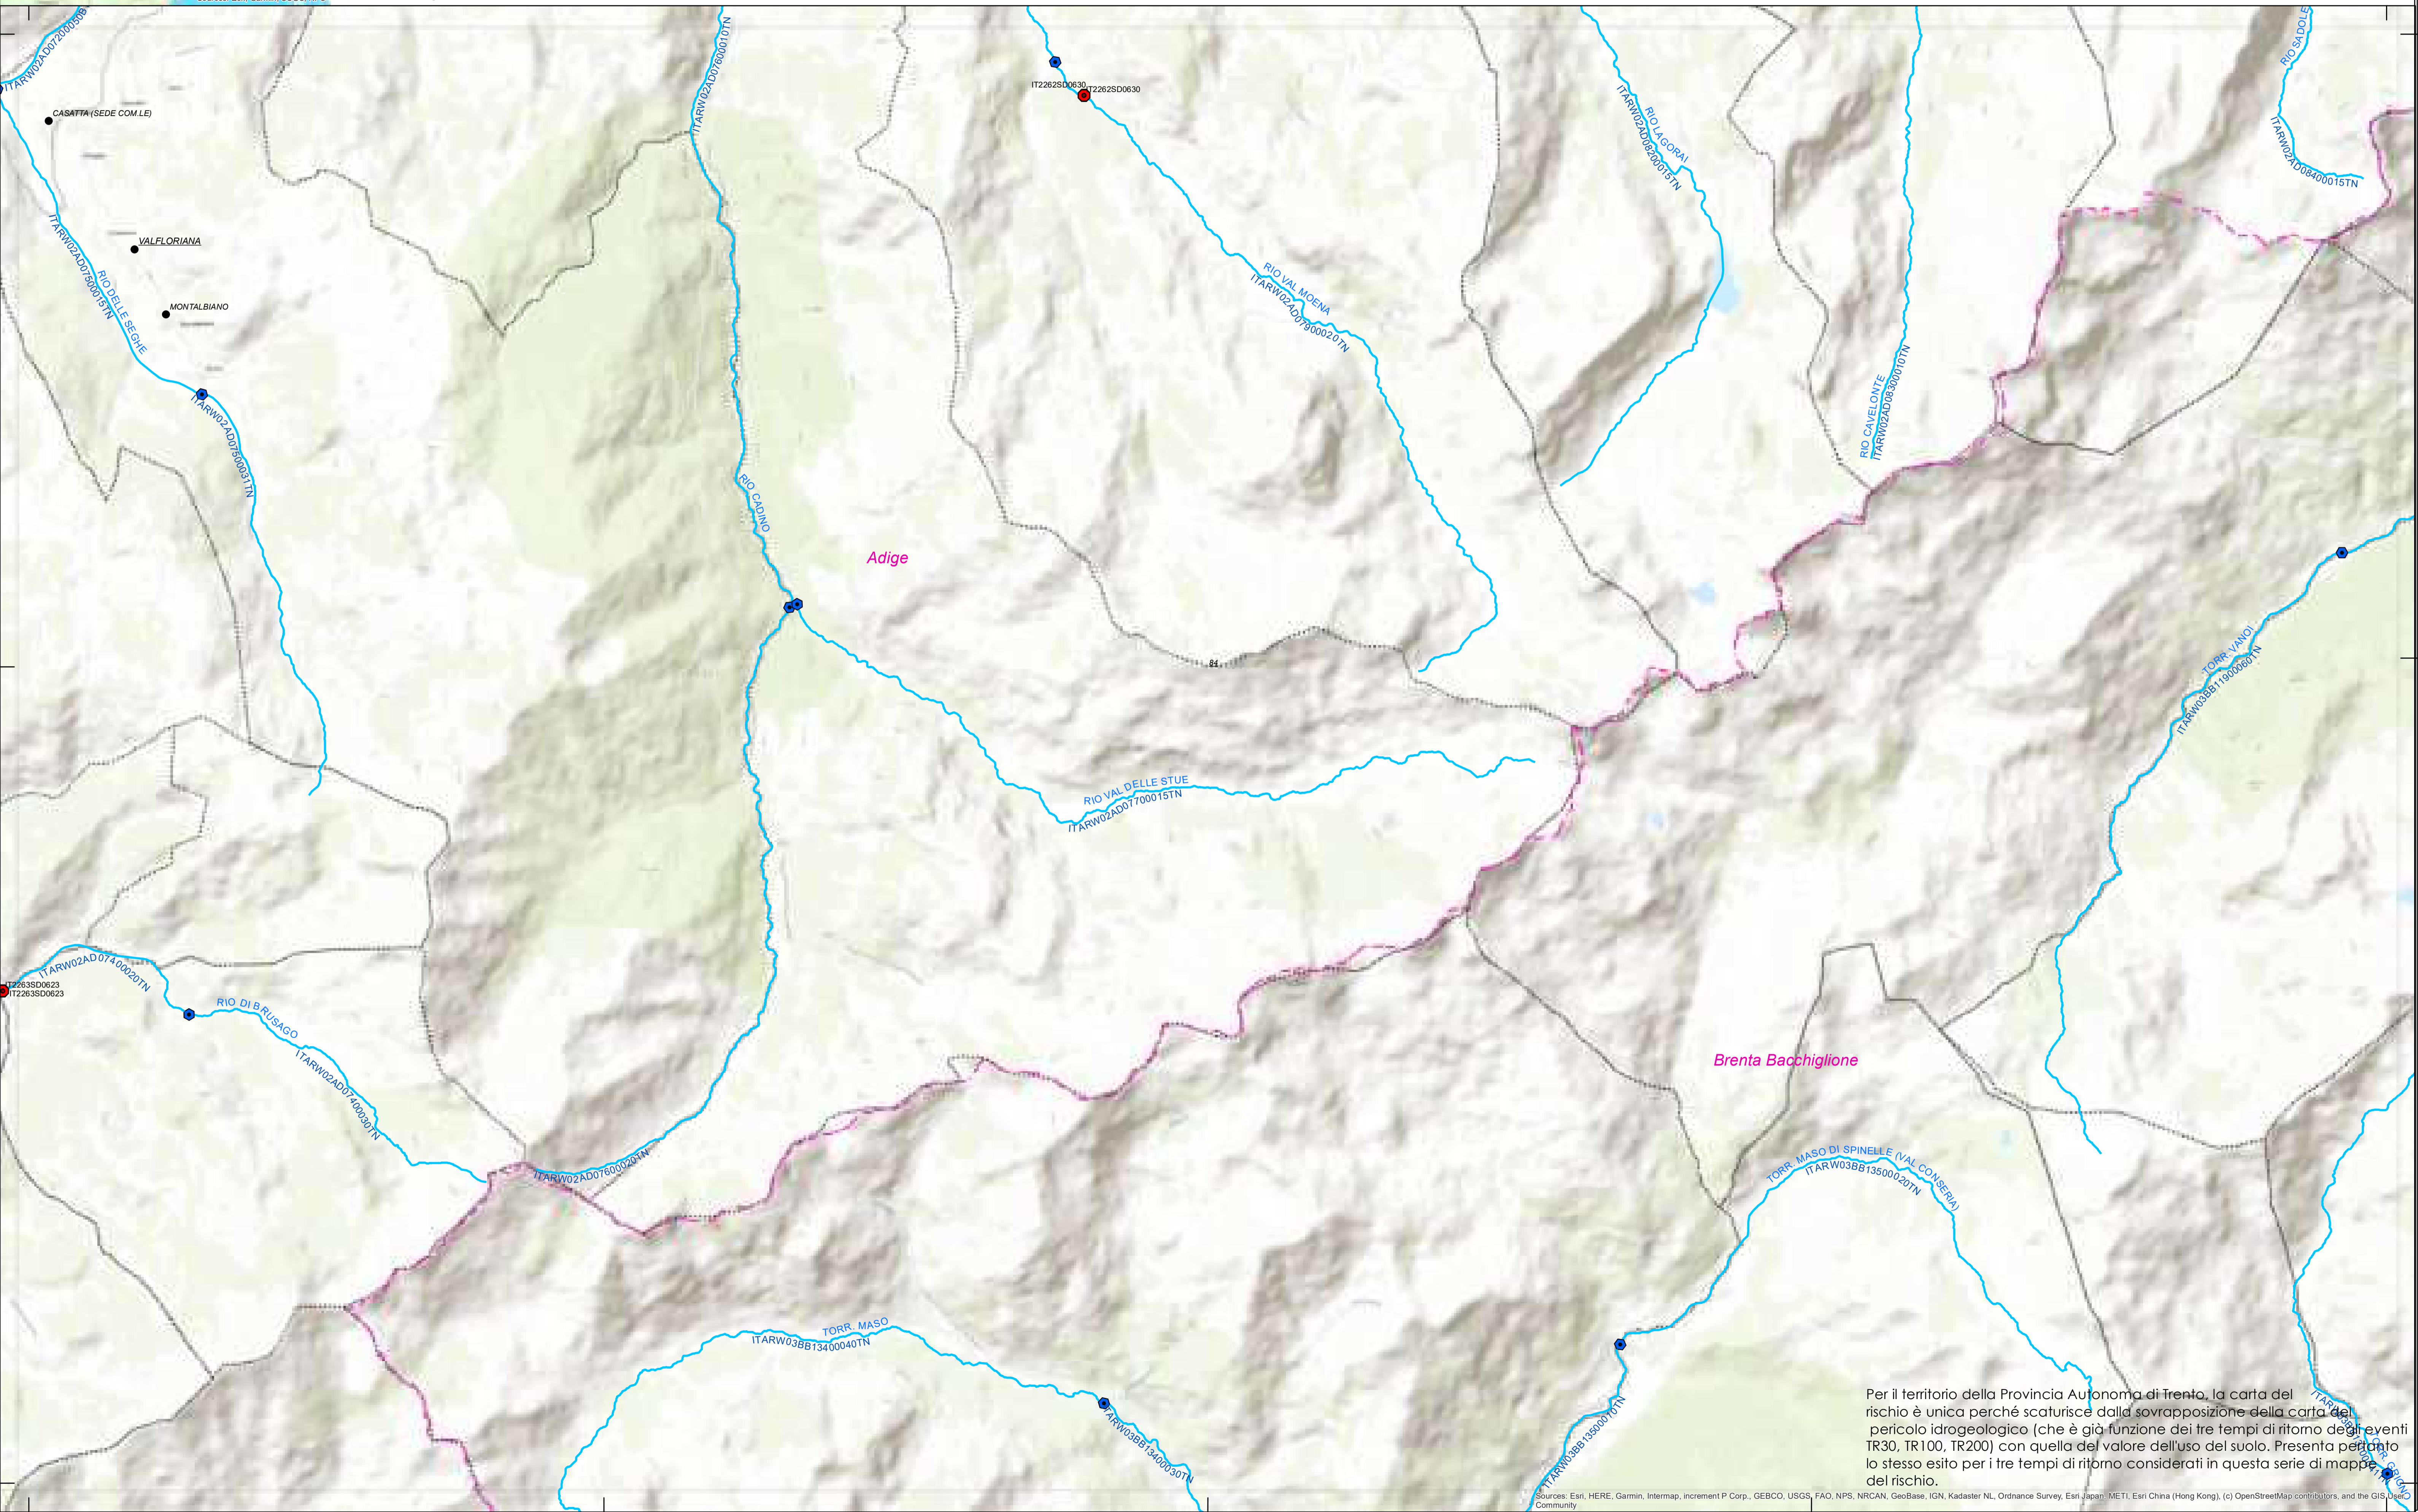 ITARW02AD07200050B
CASATTA (SEDE COM.LE)
VALFLORIANA
MONTALBIANO
ITARW02AD07500015TN
RIO DELLE SEGHE
ITARW02AD07500031TN
ITARW02AD07600010TN
RIO CADINO
IT2262SD0630
IT2262SD0630
RIO VAL MOENA
ITARW02AD07900020TN
RIO LAGORAI
ITARW02AD08200015TN
RIO CAVELONTE
ITARW02AD08300010TN
RIO SADOLE
ITARW02AD08400015TN
Adige
84
TORR. VANOI
ITARW03BB11900060TN
RIO VAL DELLE STUE
ITARW02AD07700015TN
ITARW02AD07400020TN
IT2263SD0623
IT2263SD0623
RIO DI BRUSAGO
ITARW02AD07400030TN
ITARW02AD07600020TN
Brenta Bacchiglione
TORR. MASO DI SPINELLE (VAL CONSERIA)
ITARW03BB13500020TN
TORR. MASO
ITARW03BB13400040TN
ITARW03BB13400030TN
ITARW03BB13500010TN
TORR. GRIGNO
Per il territorio della Provincia Autonoma di Trento, la carta del
rischio è unica perché scaturisce dalla sovrapposizione della carta del
pericolo idrogeologico (che è già funzione dei tre tempi di ritorno degli eventi
TR30, TR100, TR200) con quella del valore dell'uso del suolo. Presenta pertanto
lo stesso esito per i tre tempi di ritorno considerati in questa serie di mappe
del rischio.
Sources: Esri, HERE, Garmin, Intermap, increment P Corp., GEBCO, USGS, FAO, NPS, NRCAN, GeoBase, IGN, Kadaster NL, Ordnance Survey, Esri Japan, METI, Esri China (Hong Kong), (c) OpenStreetMap contributors, and the GIS User
Community